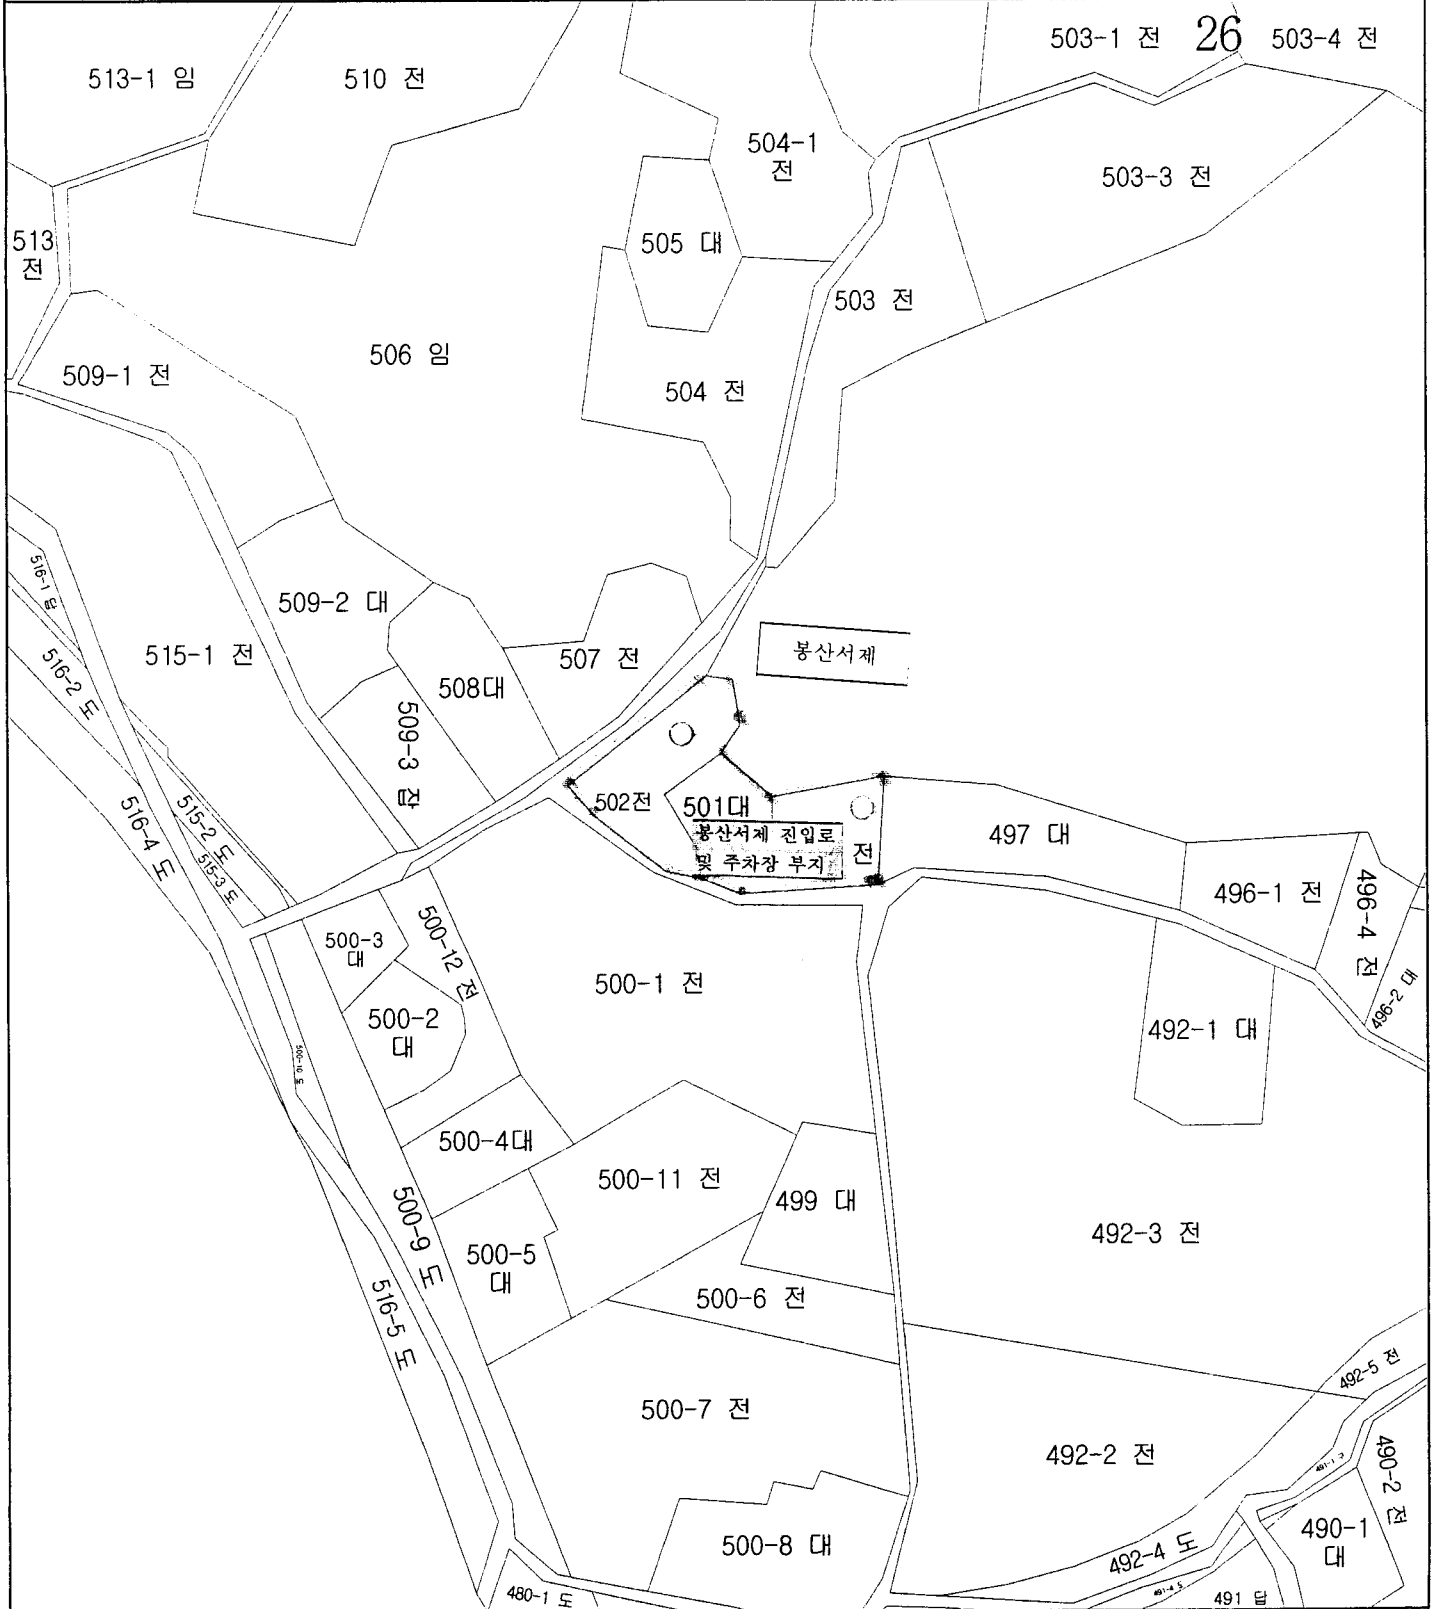 503-1 전
26
503-4 전
513-1 임
510 전
504-1
전
503-3 전
513
전
505 대
503 전
506 임
509-1 전
504 전
516-1 답
509-2 대
515-1 전
507 전
봉산서제
516-2 도
508대
509-3 잡
502전
501대
516-4 도
515-2 도
515-3 도
봉산서제 진입로
및 주차장 부지
전
497 대
496-1 전
496-4 전
496-2 대
500-3
대
500-12 전
500-1 전
500-2
대
492-1 대
500-10 도
500-4대
500-11 전
499 대
500-9 도
492-3 전
500-5
대
516-5 도
500-6 전
492-5 전
500-7 전
492-2 전
490-2 전
500-8 대
490-1
대
492-4 도
480-1 도
491 답